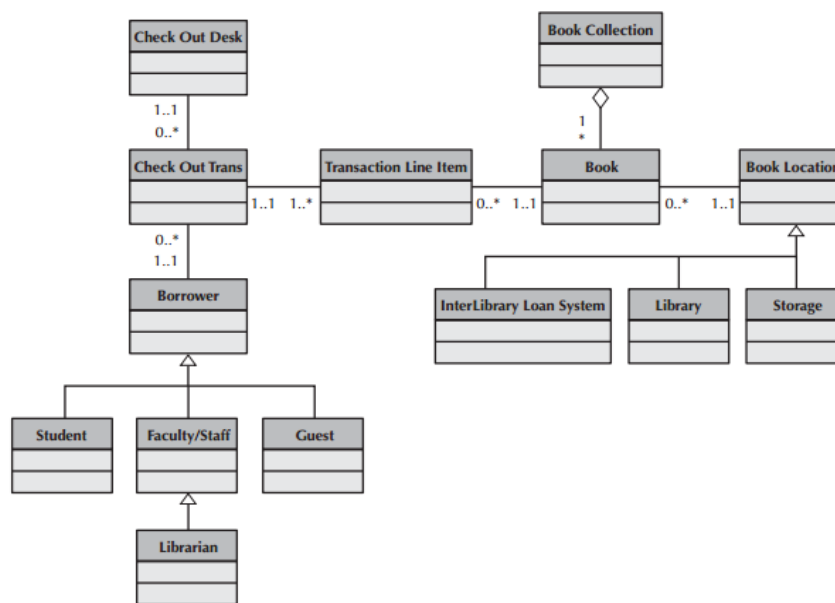 Check Out Desk
Book Collection
1..1
0..*
1
*
Check Out Trans
Transaction Line Item
Book
Book Location
1..1 1..*
0..* 1..1
0..* 1..1
0..*
1..1
Borrower
InterLibrary Loan System
Library
Storage
Student
Faculty/Staff
Guest
Librarian